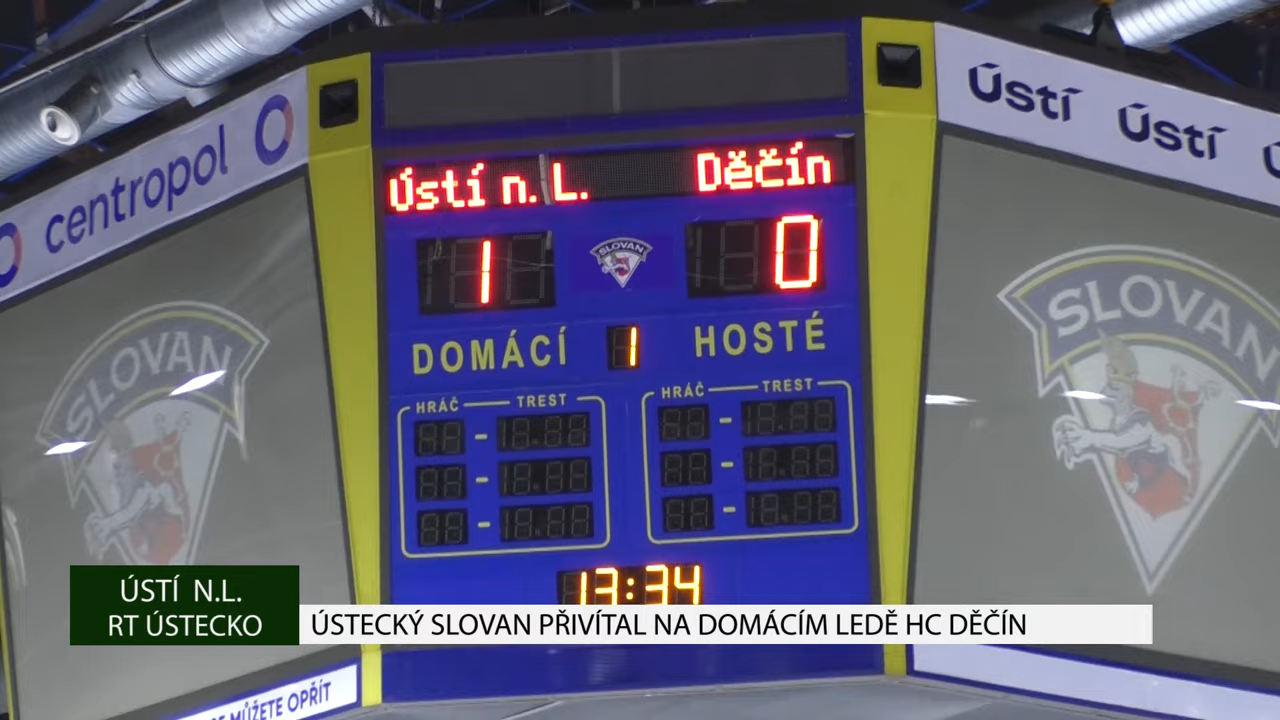 centropol
Ústí Ústí
Ústí n. L. Děčín
1 0
SLOVAN
SLOVAN
SLOVAN
DOMÁCÍ 1 HOSTÉ
HRÁČ TREST HRÁČ TREST
13:34
ÚSTÍ N.L.
RT ÚSTECKO
ÚSTECKÝ SLOVAN PŘIVÍTAL NA DOMÁCÍM LEDĚ HC DĚČÍN
MŮŽETE OPŘÍT